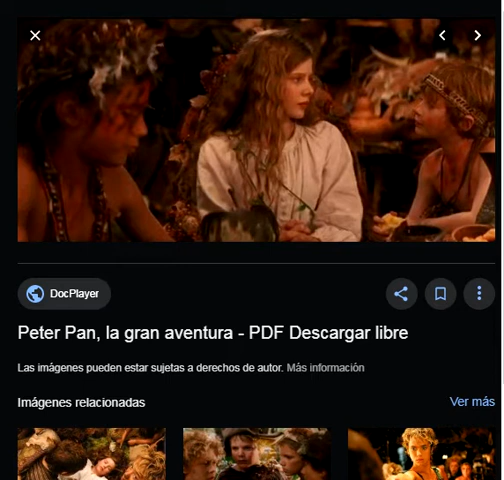 DocPlayer
Peter Pan, la gran aventura - PDF Descargar libre
Las imágenes pueden estar sujetas a derechos de autor. Más información
Imágenes relacionadas
Ver más